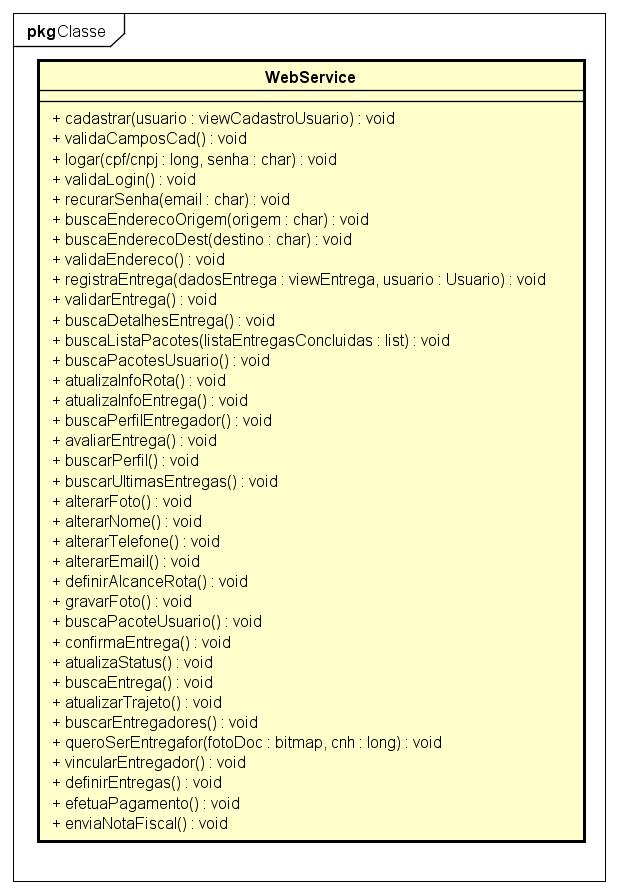 pkg Classe
WebService
+ cadastrar(usuario : viewCadastroUsuario) : void
+ validaCamposCad() : void
+ logar(cpf/cnpj : long, senha : char) : void
+ validaLogin() : void
+ recurarSenha(email : char) : void
+ buscaEnderecoOrigem(origem : char) : void
+ buscaEnderecoDest(destino : char) : void
+ validaEndereco() : void
+ registraEntrega(dadosEntrega : viewEntrega, usuario : Usuario) : void
+ validarEntrega() : void
+ buscaDetalhesEntrega() : void
+ buscaListaPacotes(listaEntregasConcluidas : list) : void
+ buscaPacotesUsuario() : void
+ atualizaInfoRota() : void
+ atualizaInfoEntrega() : void
+ buscaPerfilEntregador() : void
+ avaliarEntrega() : void
+ buscarPerfil() : void
+ buscarUltimasEntregas() : void
+ alterarFoto() : void
+ alterarNome() : void
+ alterarTelefone() : void
+ alterarEmail() : void
+ definirAlcanceRota() : void
+ gravarFoto() : void
+ buscaPacoteUsuario() : void
+ confirmaEntrega() : void
+ atualizaStatus() : void
+ buscaEntrega() : void
+ atualizarTrajeto() : void
+ buscarEntregadores() : void
+ queroSerEntregafor(fotoDoc : bitmap, cnh : long) : void
+ vincularEntregador() : void
+ definirEntregas() : void
+ efetuaPagamento() : void
+ enviaNotaFiscal() : void